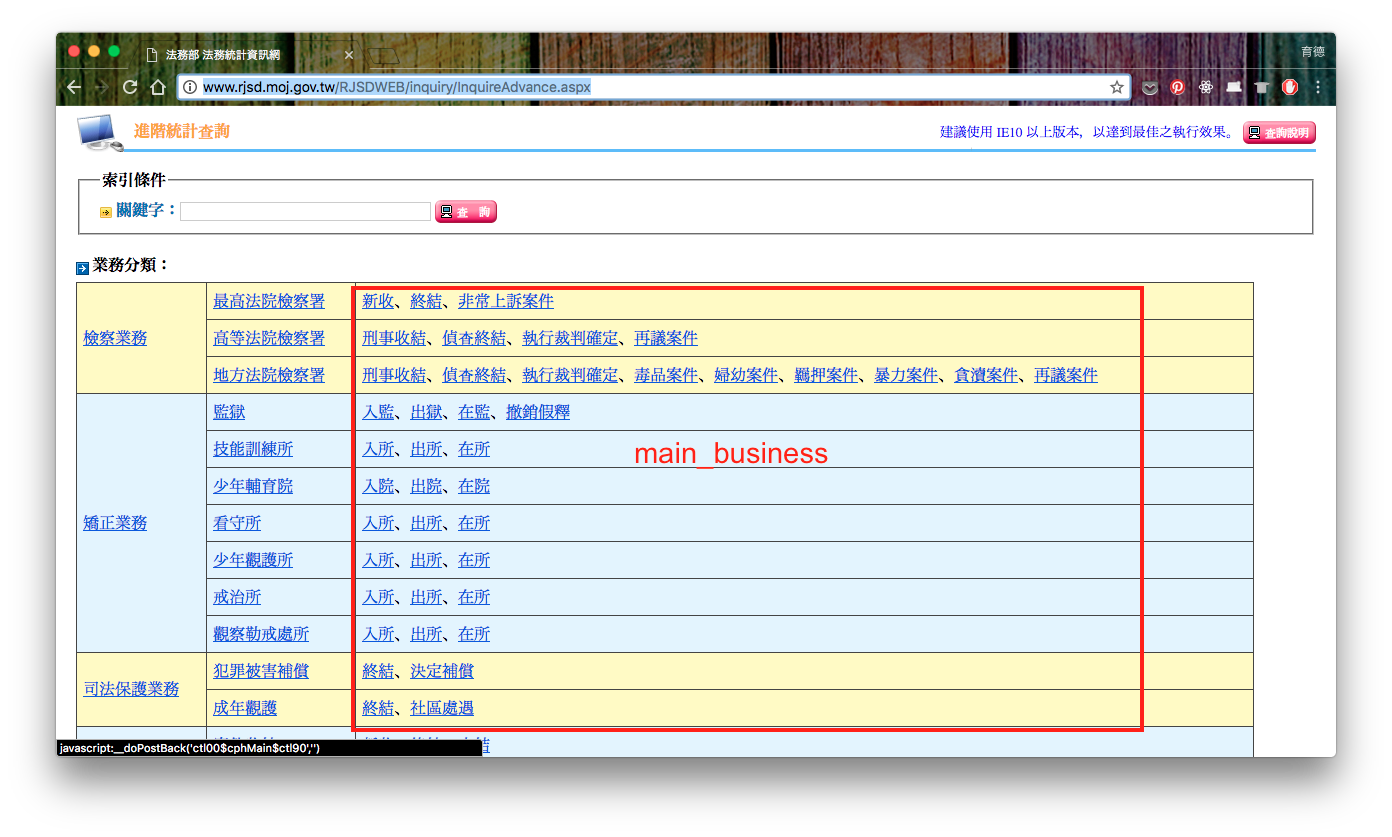 法務部 法務統計資訊網
育德
www.rjsd.moj.gov.tw/RJSDWEB/inquiry/InquireAdvance.aspx
進階統計查詢
建議使用 IE10 以上版本，以達到最佳之執行效果。 查詢說明
索引條件
關鍵字：
查 詢
業務分類：
檢察業務
最高法院檢察署 新收、終結、非常上訴案件
高等法院檢察署 刑事收結、偵查終結、執行裁判確定、再議案件
地方法院檢察署 刑事收結、偵查終結、執行裁判確定、毒品案件、婦幼案件、羈押案件、暴力案件、貪瀆案件、再議案件
矯正業務
監獄 入監、出獄、在監、撤銷假釋
技能訓練所 入所、出所、在所
main_business
少年輔育院 入院、出院、在院
看守所 入所、出所、在所
少年觀護所 入所、出所、在所
戒治所 入所、出所、在所
觀察勒戒處所 入所、出所、在所
司法保護業務
犯罪被害補償 終結、決定補償
成年觀護 終結、社區處遇
javascript:__doPostBack('ctl00$cphMain$ctl90','')